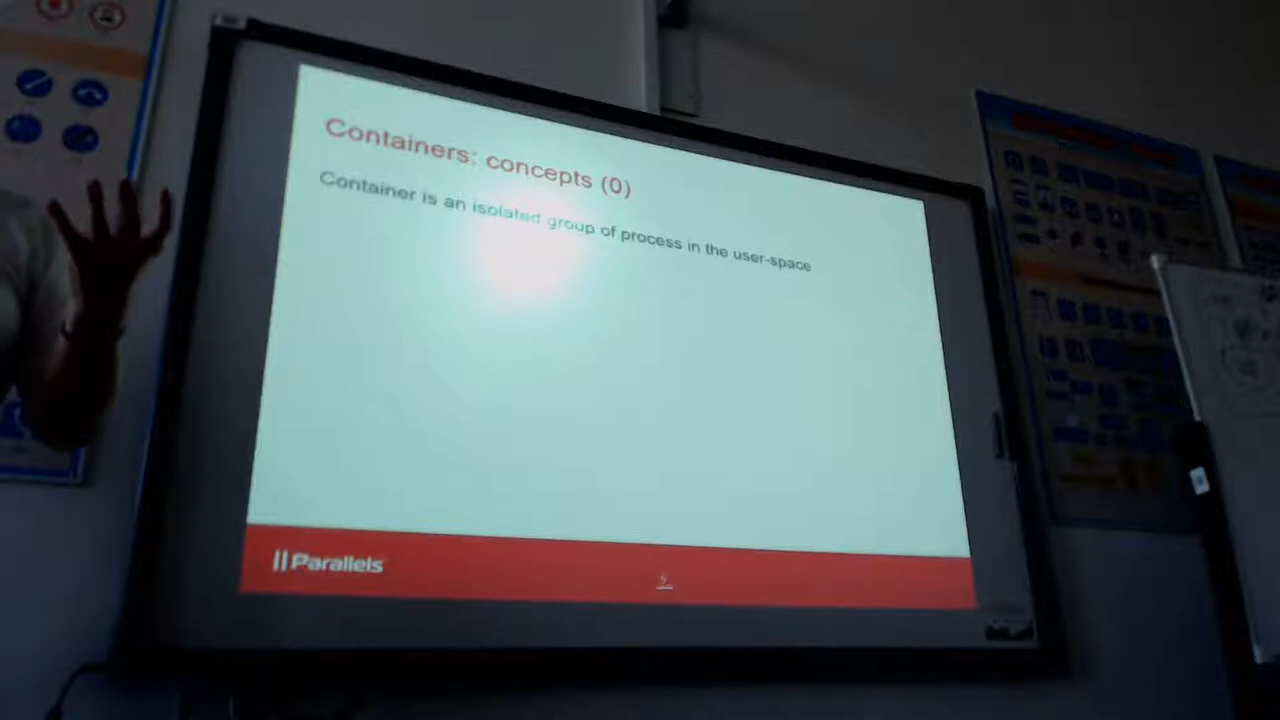 Containers: concepts (0)
Container is an isolated group of process in the user-space
Parallels